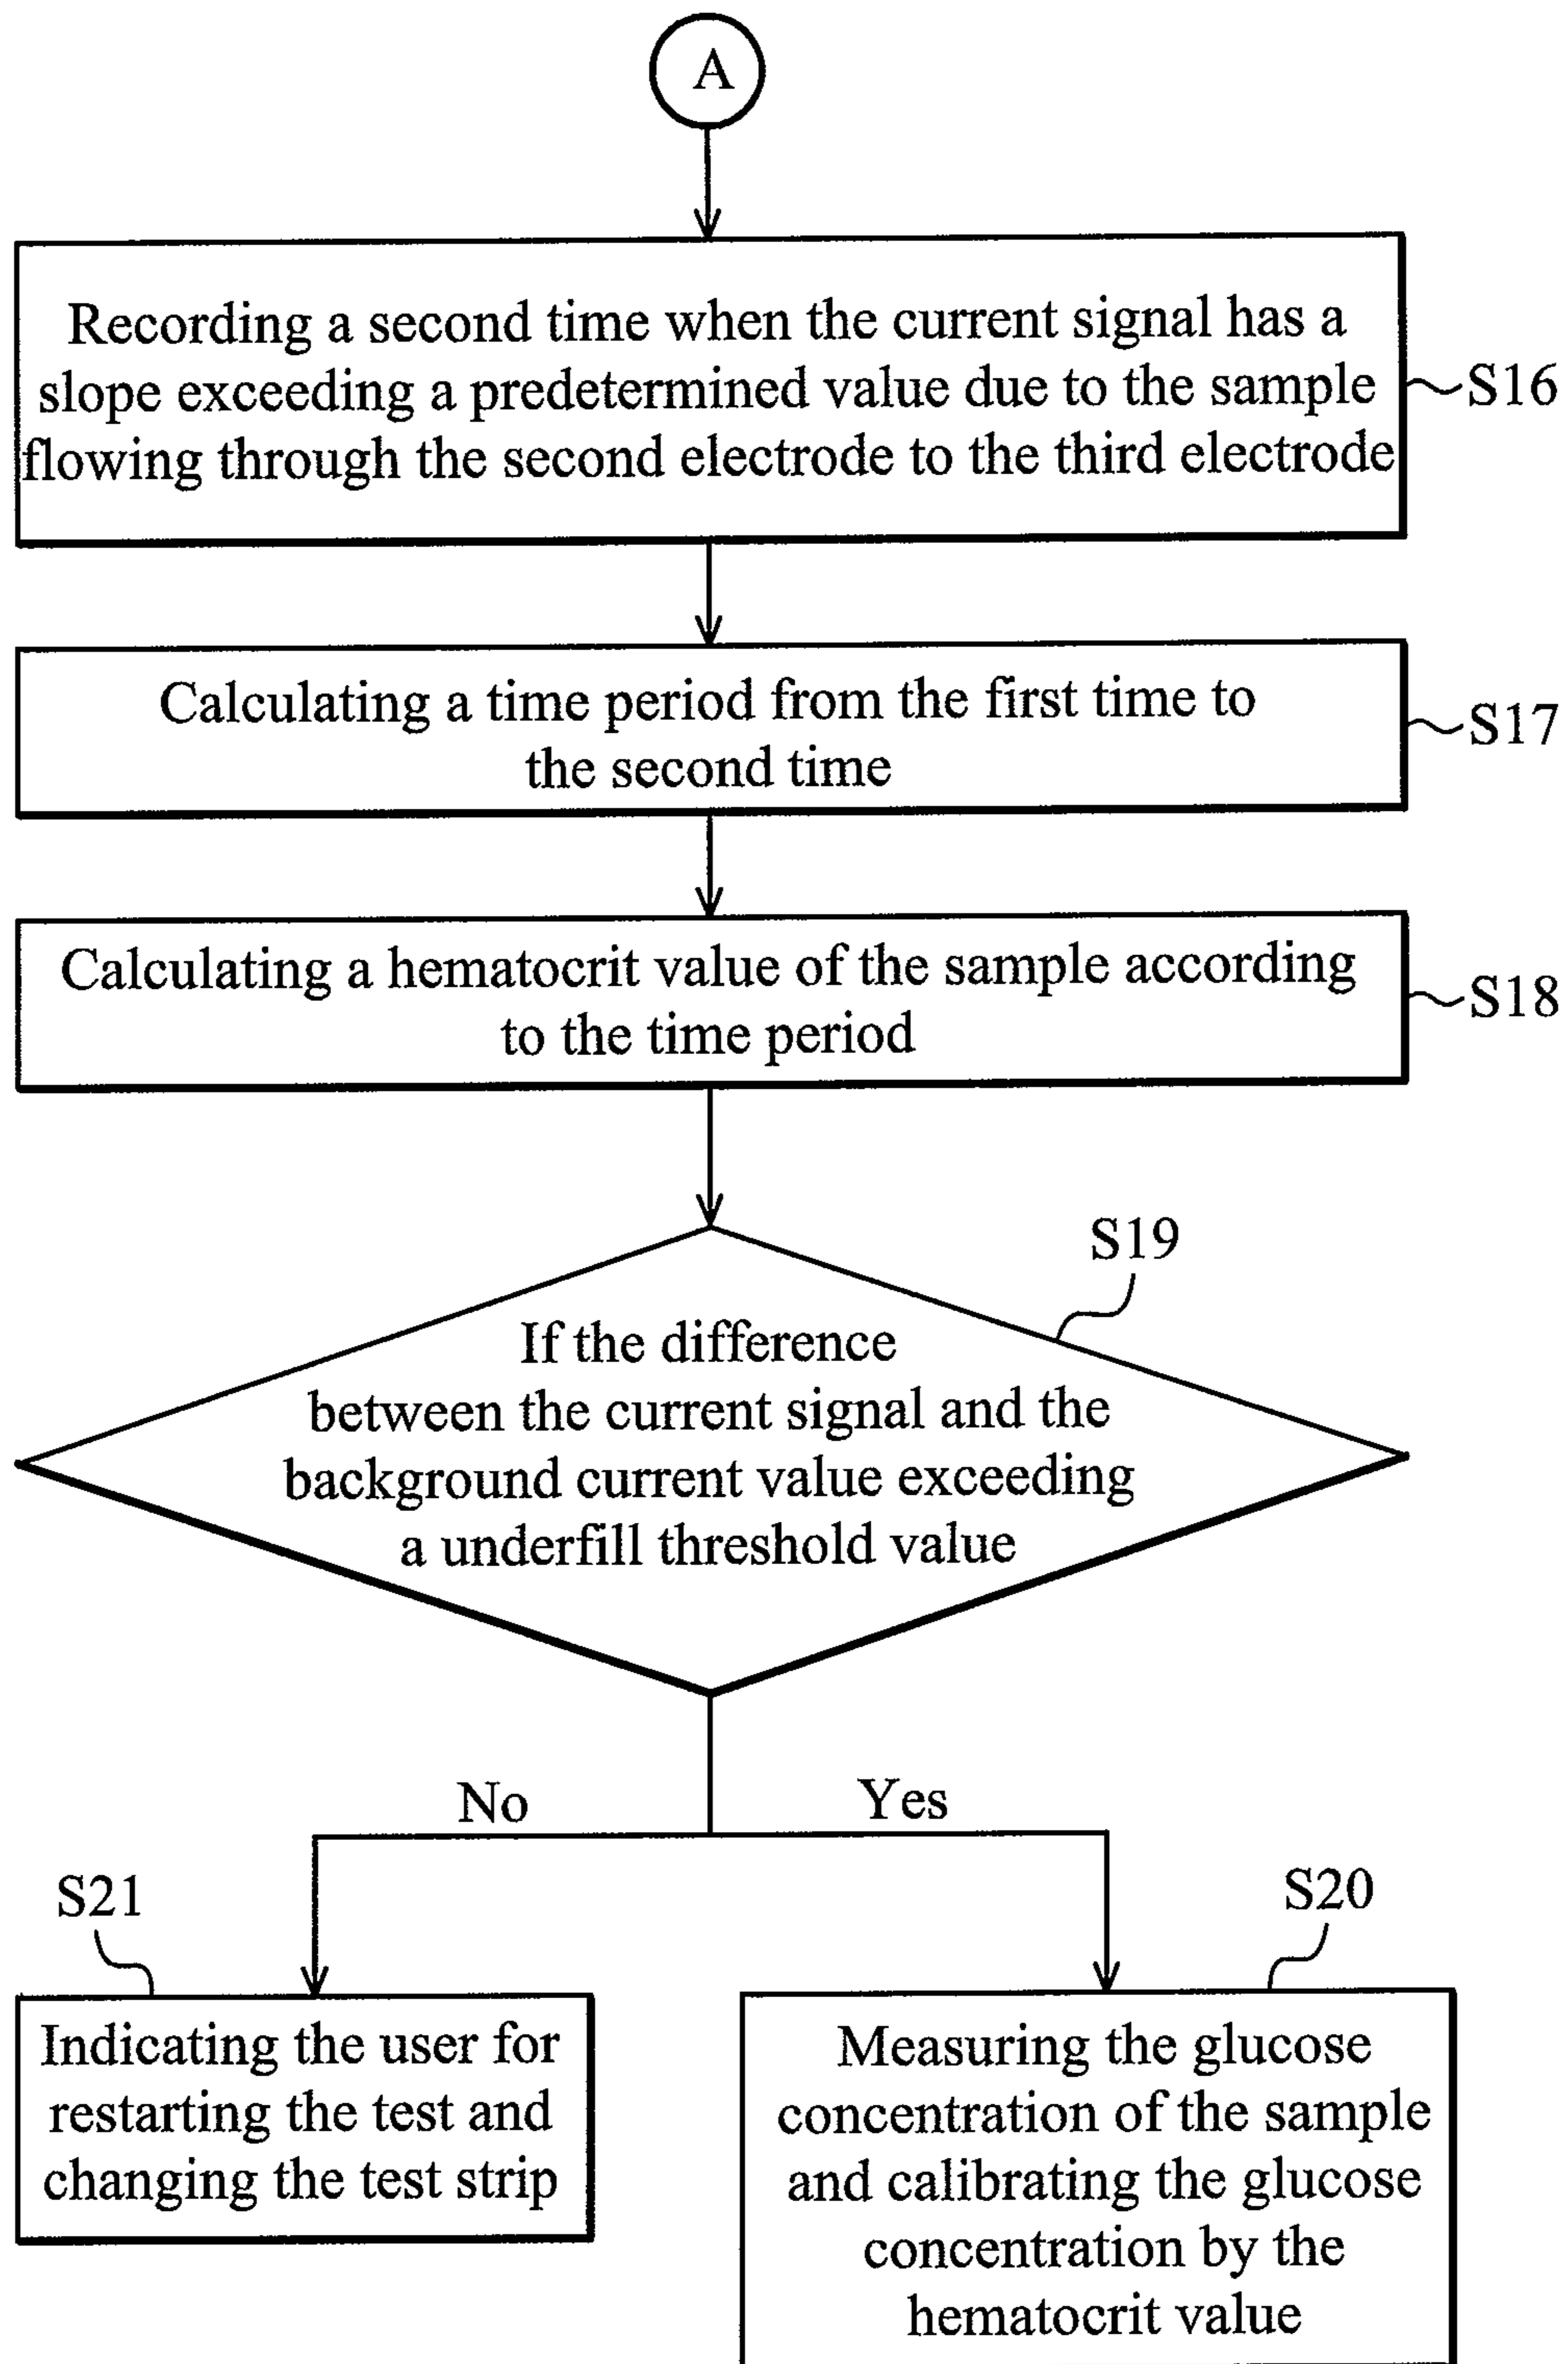 A
Recording a second time when the current signal has a
slope exceeding a predetermined value due to the sample
flowing through the second electrode to the third electrode
S16
Calculating a time period from the first time to
the second time
S17
Calculating a hematocrit value of the sample according
to the time period
S18
S19
If the difference
between the current signal and the
background current value exceeding
a underfill threshold value
No
Yes
S21
Indicating the user for
restarting the test and
changing the test strip
S20
Measuring the glucose
concentration of the sample
and calibrating the glucose
concentration by the
hematocrit value